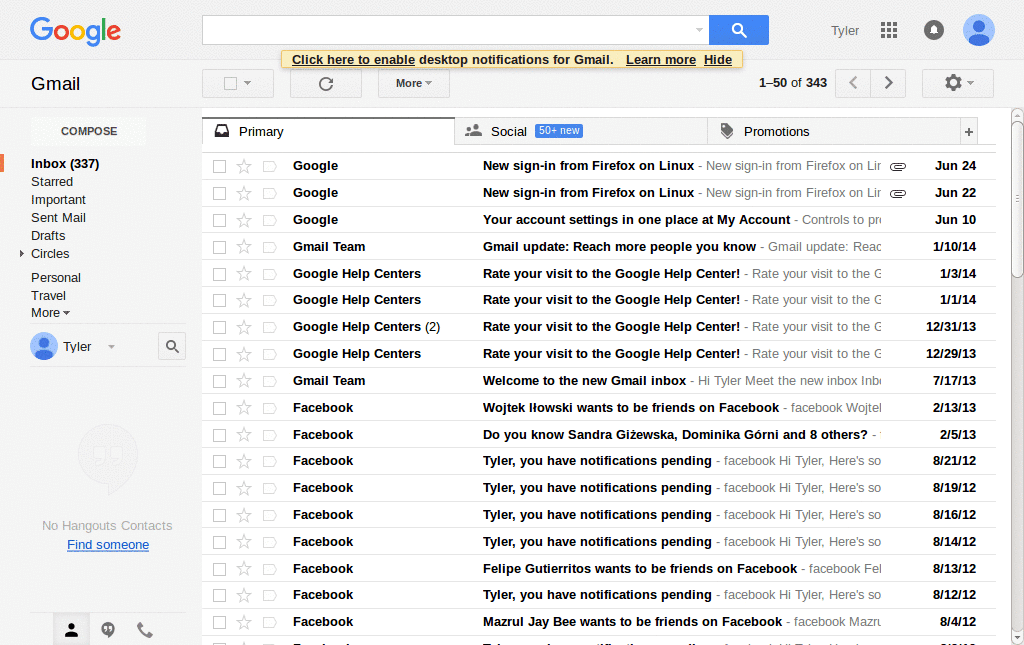 Google
Tyler
Click here to enable desktop notifications for Gmail. Learn more Hide
Gmail
More
1–50 of 343
COMPOSE
Inbox (337)
Starred
Important
Sent Mail
Drafts
Circles
Personal
Travel
More
Tyler
No Hangouts Contacts
Find someone
Primary
Social 50+ new
Promotions
+
Google New sign-in from Firefox on Linux - New sign-in from Firefox on Lin Jun 24
Google New sign-in from Firefox on Linux - New sign-in from Firefox on Lin Jun 22
Google Your account settings in one place at My Account - Controls to pro Jun 10
Gmail Team Gmail update: Reach more people you know - Gmail update: Reac 1/10/14
Google Help Centers Rate your visit to the Google Help Center! - Rate your visit to the G 1/3/14
Google Help Centers Rate your visit to the Google Help Center! - Rate your visit to the G 1/1/14
Google Help Centers (2) Rate your visit to the Google Help Center! - Rate your visit to the G 12/31/13
Google Help Centers Rate your visit to the Google Help Center! - Rate your visit to the G 12/29/13
Gmail Team Welcome to the new Gmail inbox - Hi Tyler Meet the new inbox Inbo 7/17/13
Facebook Wojtek Iłowski wants to be friends on Facebook - facebook Wojtek 2/13/13
Facebook Do you know Sandra Giżewska, Dominika Górni and 8 others? - 2/5/13
Facebook Tyler, you have notifications pending - facebook Hi Tyler, Here's so 8/21/12
Facebook Tyler, you have notifications pending - facebook Hi Tyler, Here's so 8/19/12
Facebook Tyler, you have notifications pending - facebook Hi Tyler, Here's so 8/16/12
Facebook Tyler, you have notifications pending - facebook Hi Tyler, Here's so 8/14/12
Facebook Felipe Gutierritos wants to be friends on Facebook - facebook Fel 8/13/12
Facebook Tyler, you have notifications pending - facebook Hi Tyler, Here's so 8/12/12
Facebook Mazrul Jay Bee wants to be friends on Facebook - facebook Mazru 8/4/12